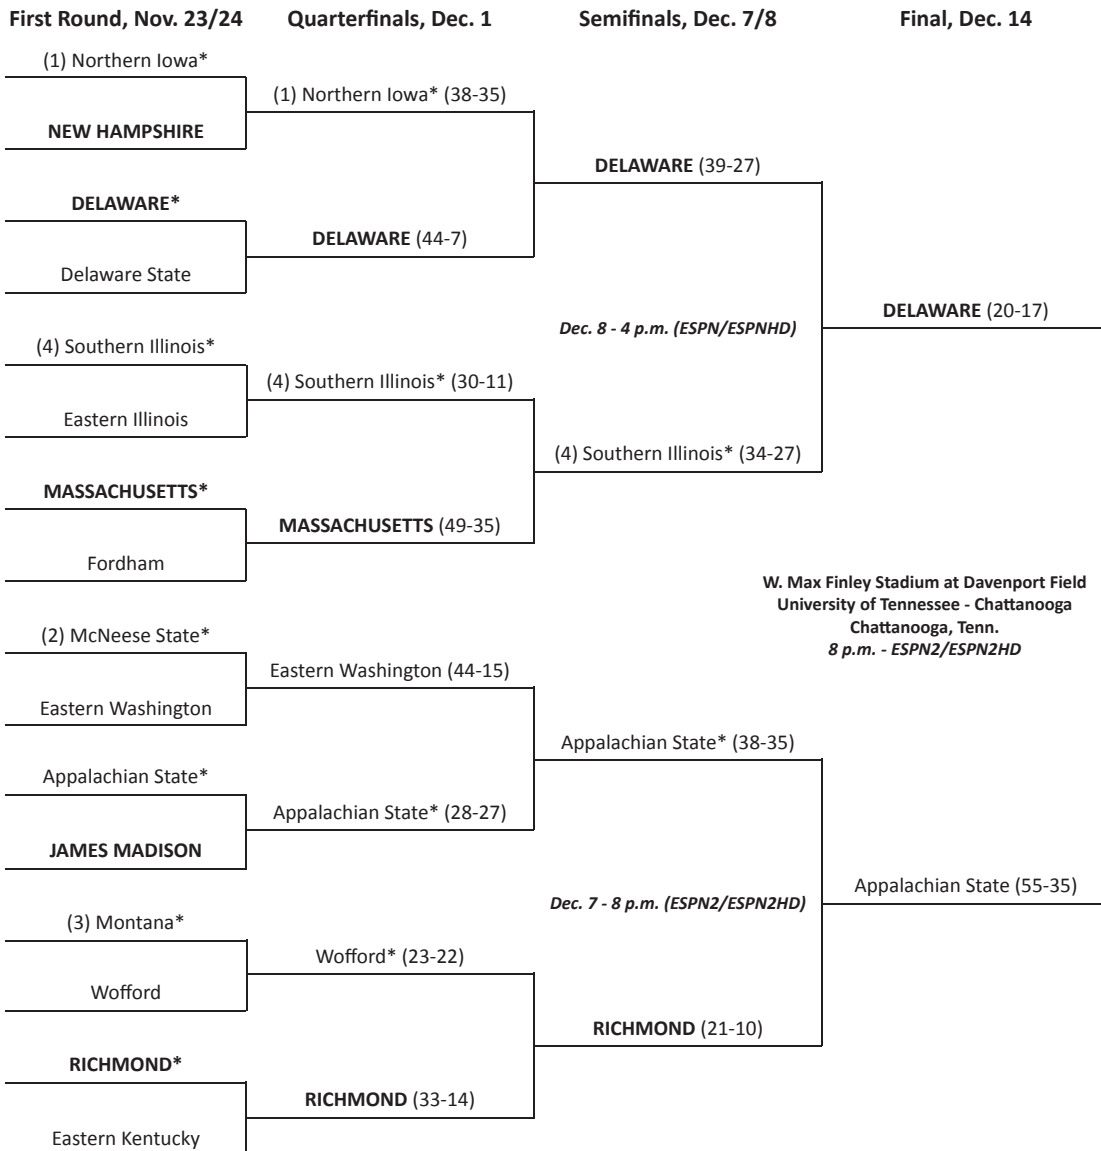 First Round, Nov. 23/24
Quarterfinals, Dec. 1
Semifinals, Dec. 7/8
Final, Dec. 14
(1) Northern Iowa*
NEW HAMPSHIRE
DELAWARE*
Delaware State
(4) Southern Illinois*
Eastern Illinois
MASSACHUSETTS*
Fordham
(2) McNeese State*
Eastern Washington
Appalachian State*
JAMES MADISON
(3) Montana*
Wofford
RICHMOND*
Eastern Kentucky
(1) Northern Iowa* (38-35)
DELAWARE (44-7)
(4) Southern Illinois* (30-11)
MASSACHUSETTS (49-35)
Eastern Washington (44-15)
Appalachian State* (28-27)
Wofford* (23-22)
RICHMOND (33-14)
DELAWARE (39-27)
Dec. 8 - 4 p.m. (ESPN/ESPNHD)
(4) Southern Illinois* (34-27)
Appalachian State* (38-35)
Dec. 7 - 8 p.m. (ESPN2/ESPN2HD)
RICHMOND (21-10)
DELAWARE (20-17)
W. Max Finley Stadium at Davenport Field
University of Tennessee - Chattanooga
Chattanooga, Tenn.
8 p.m. - ESPN2/ESPN2HD
Appalachian State (55-35)